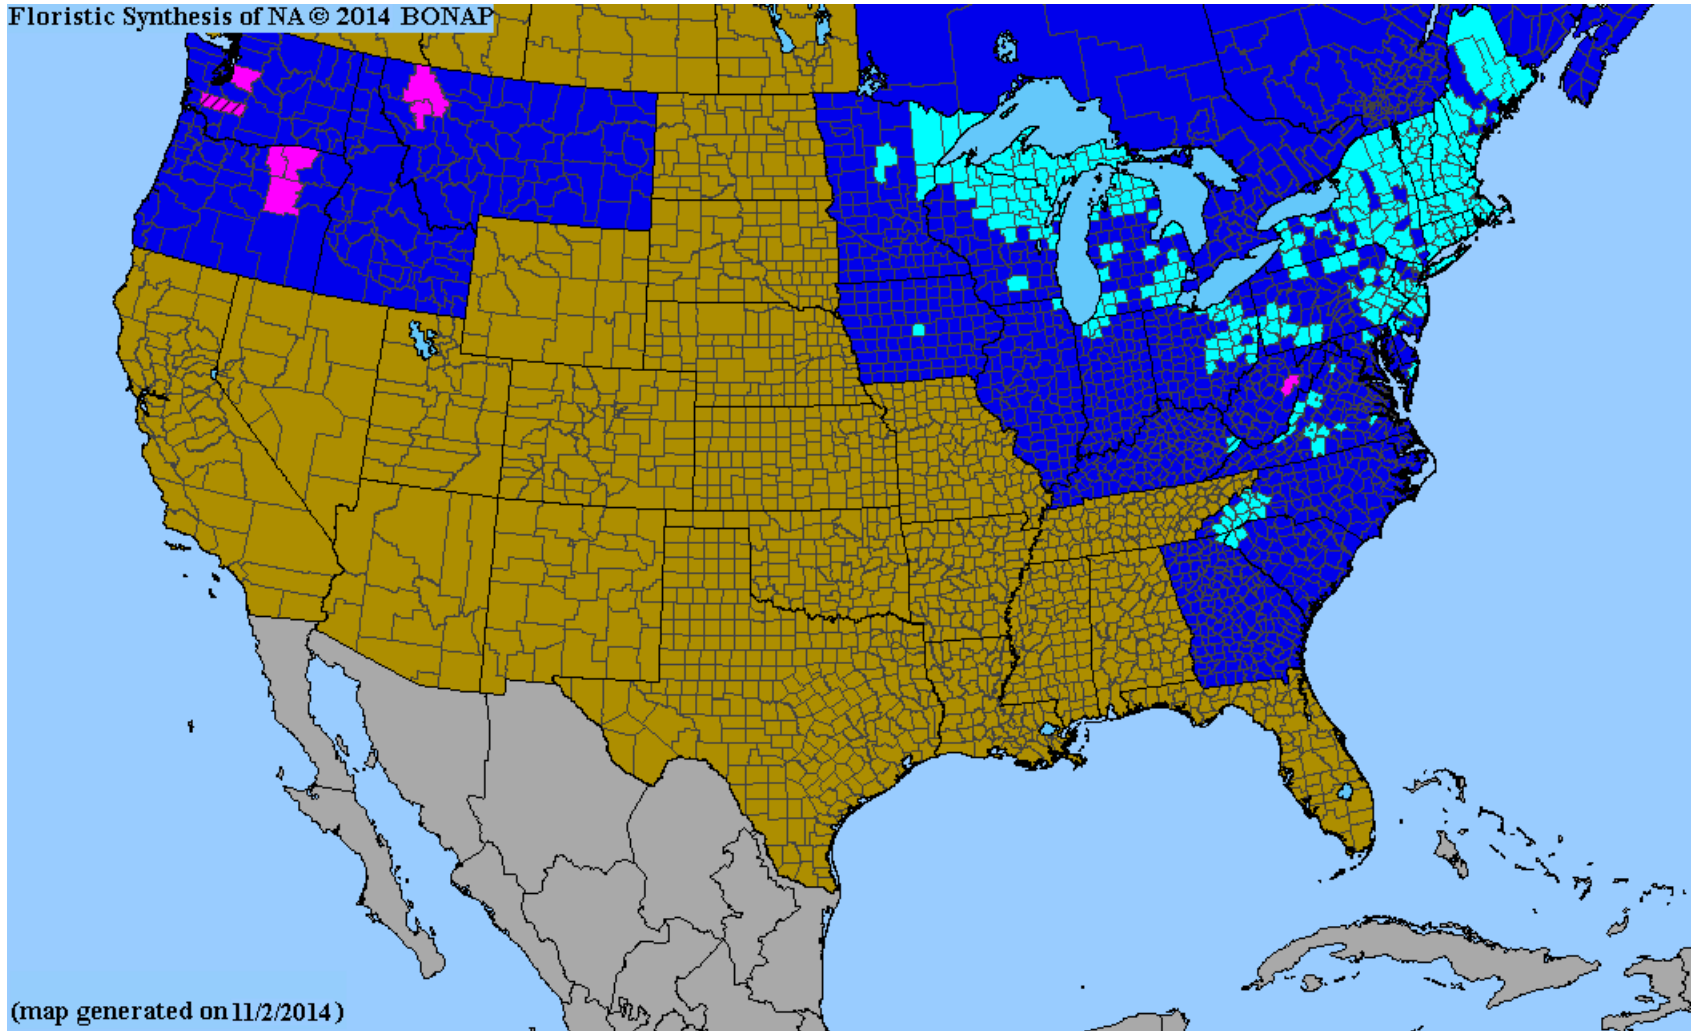 Floristic Synthesis of NA © 2014 BONAP
(map generated on 11/2/2014)